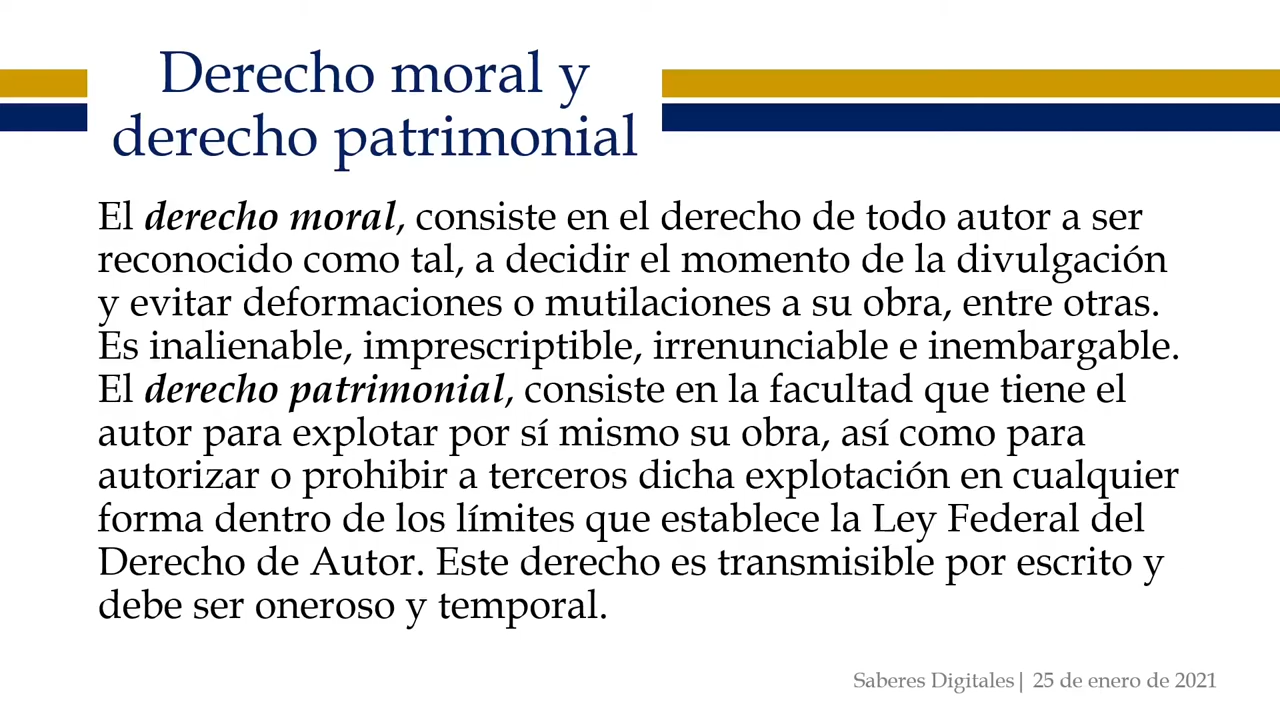 Derecho moral y
derecho patrimonial
El derecho moral, consiste en el derecho de todo autor a ser
reconocido como tal, a decidir el momento de la divulgación
y evitar deformaciones o mutilaciones a su obra, entre otras.
Es inalienable, imprescriptible, irrenunciable e inembargable.
El derecho patrimonial, consiste en la facultad que tiene el
autor para explotar por sí mismo su obra, así como para
autorizar o prohibir a terceros dicha explotación en cualquier
forma dentro de los límites que establece la Ley Federal del
Derecho de Autor. Este derecho es transmisible por escrito y
debe ser oneroso y temporal.
Saberes Digitales| 25 de enero de 2021